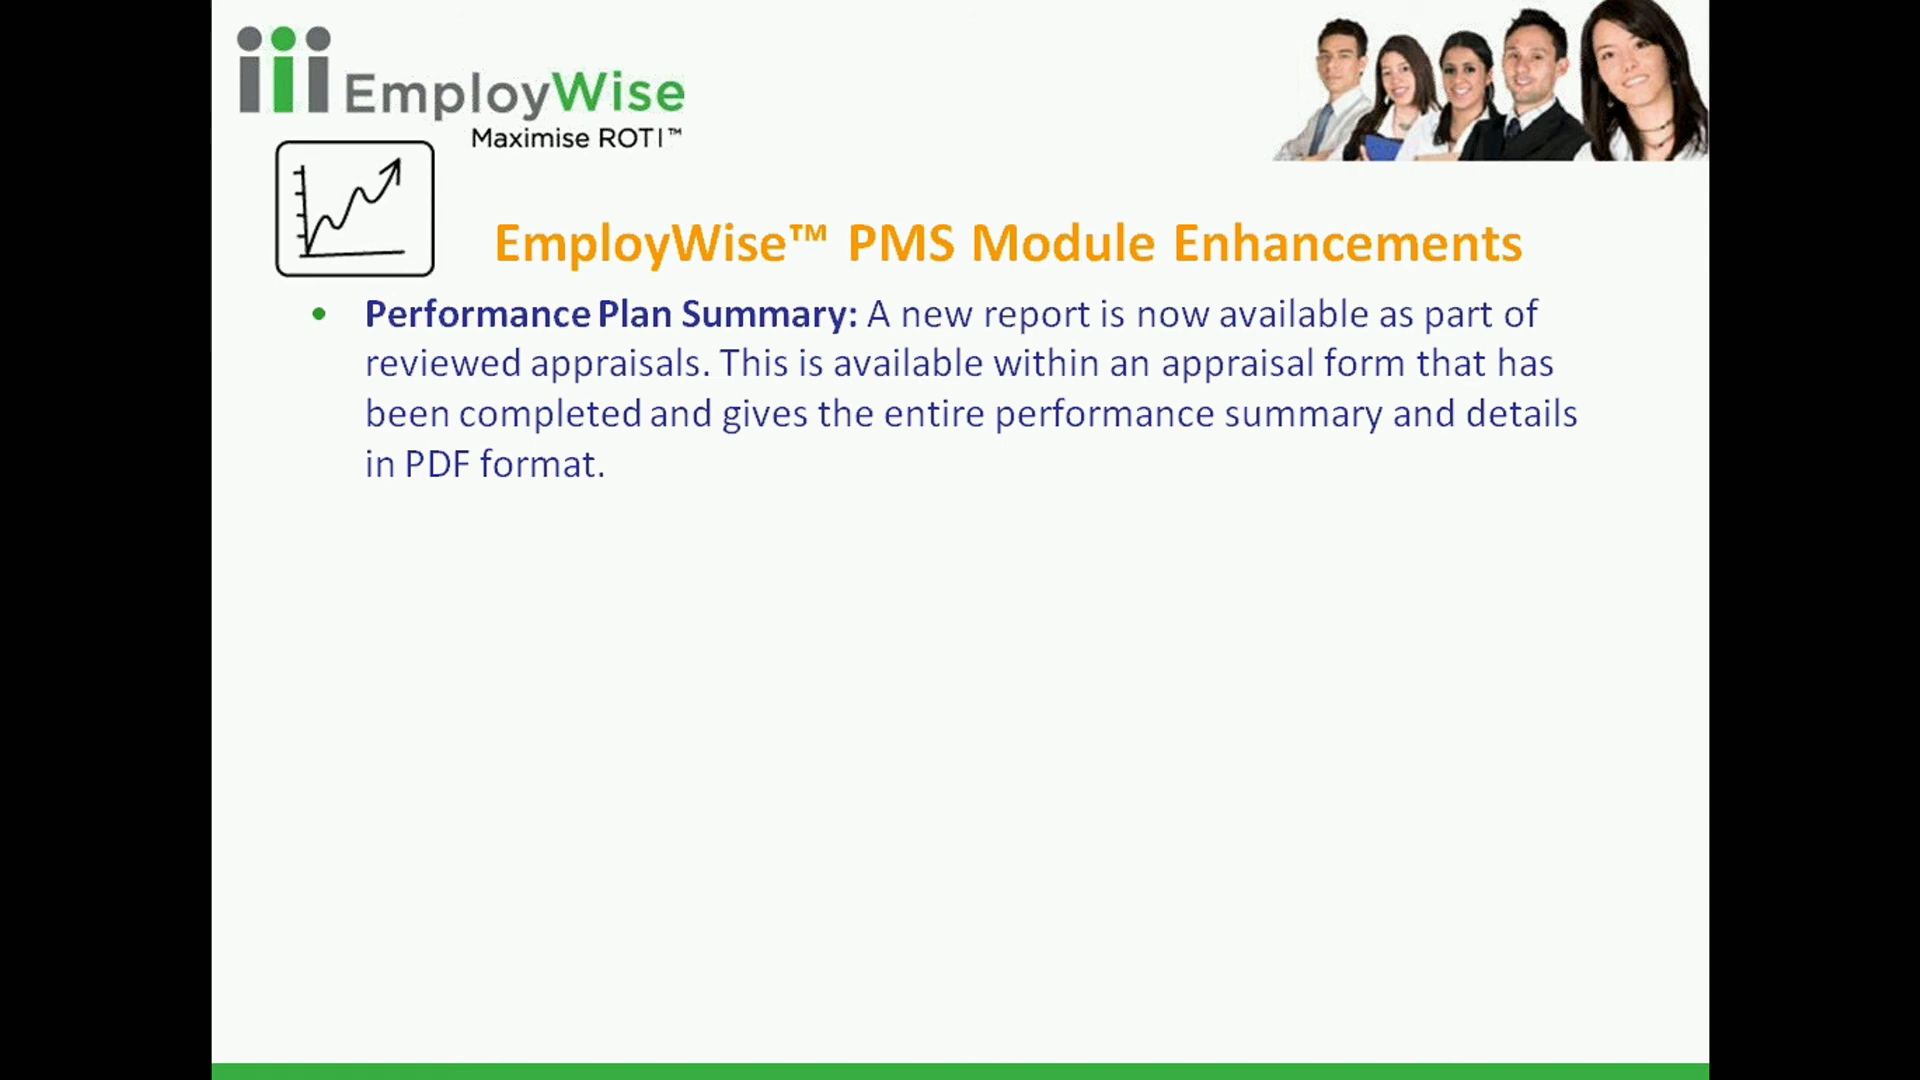 EmployWise
Maximise ROTI™
EmployWise™ PMS Module Enhancements
• Performance Plan Summary: A new report is now available as part of
reviewed appraisals. This is available within an appraisal form that has
been completed and gives the entire performance summary and details
in PDF format.